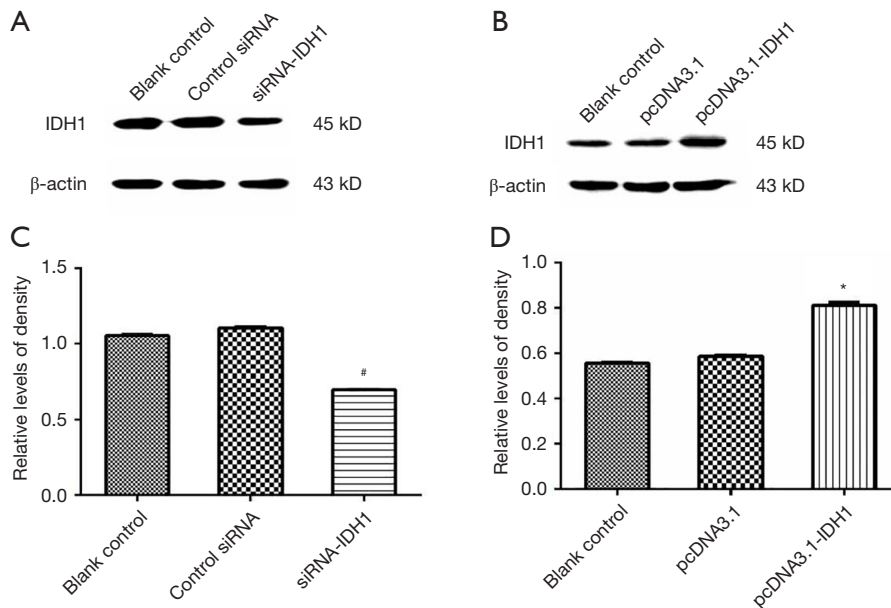 A
Blank control
Control siRNA
siRNA-IDH1
IDH1
45 kD
β-actin
43 kD
B
Blank control
pcDNA3.1
pcDNA3.1-IDH1
IDH1
45 kD
β-actin
43 kD
C
Relative levels of density
1.5
1.0
0.5
0.0
#
Blank control
Control siRNA
siRNA-IDH1
D
Relative levels of density
1.0
0.8
0.6
0.4
0.2
0.0
*
Blank control
pcDNA3.1
pcDNA3.1-IDH1